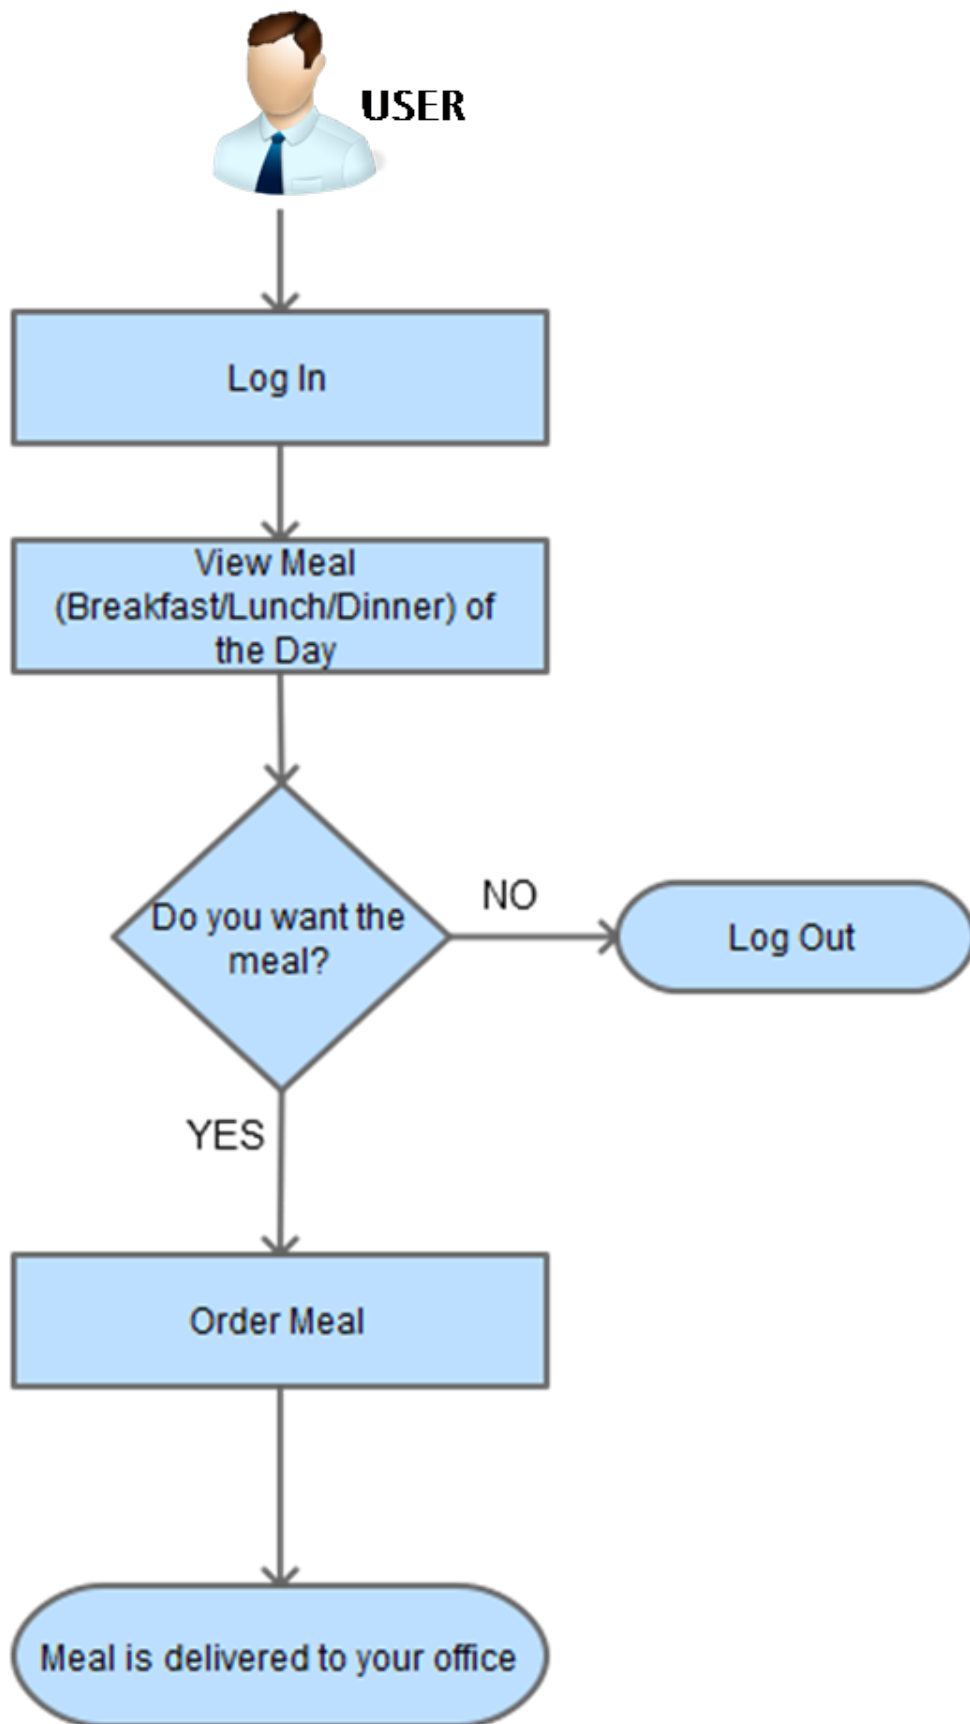 USER
Log In
View Meal
(Breakfast/Lunch/Dinner) of
the Day
Do you want the
meal?
NO
Log Out
YES
Order Meal
Meal is delivered to your office